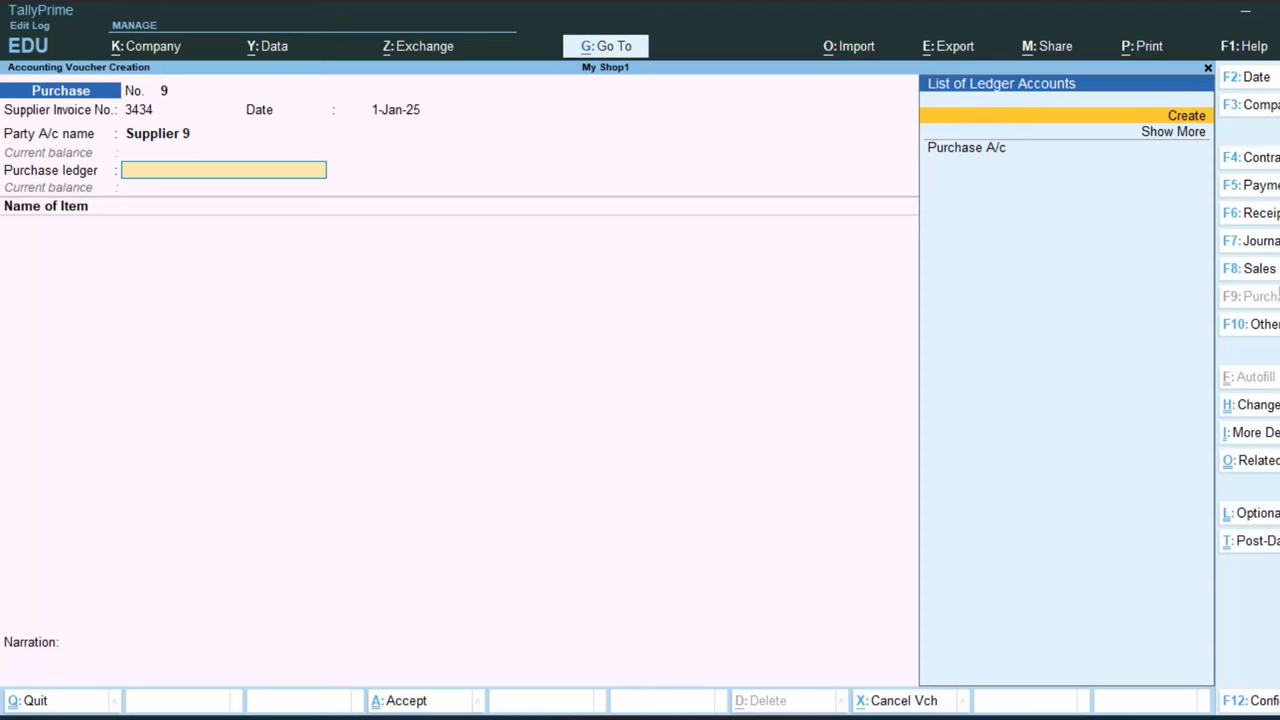 TallyPrime
Edit Log
MANAGE
EDU
K: Company
Y: Data
Z: Exchange
G: Go To
O: Import
E: Export
M: Share
P: Print
F1: Help
Accounting Voucher Creation
My Shop1
Purchase No. 9
Supplier Invoice No.: 3434 Date : 1-Jan-25
Party A/c name : Supplier 9
Current balance :
Purchase ledger :
Current balance :
Name of Item
Narration:
List of Ledger Accounts
Create
Show More
Purchase A/c
F2: Date
F3: Compa
F4: Contra
F5: Payme
F6: Receip
F7: Journa
F8: Sales
F9: Purcha
F10: Other
F: Autofill
H: Change
I: More De
O: Related
L: Optiona
T: Post-Da
Q: Quit
A: Accept
D: Delete
X: Cancel Vch
F12: Confi